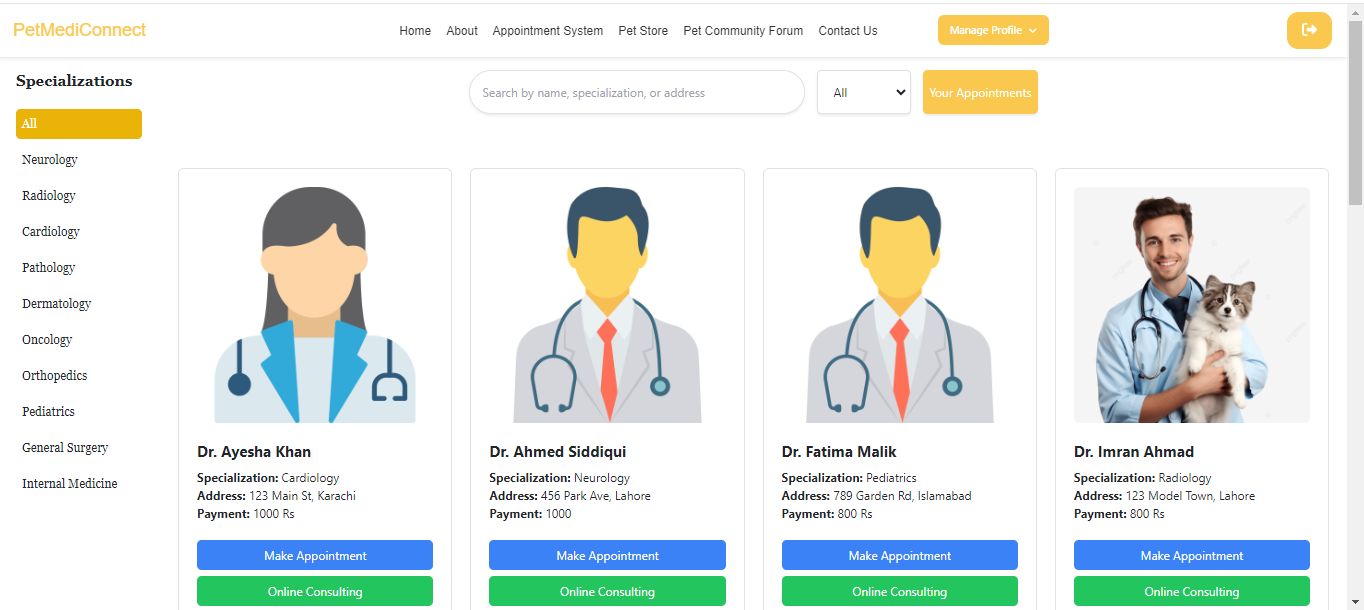 PetMediConnect
Home About Appointment System Pet Store Pet Community Forum Contact Us
Manage Profile
Specializations
Search by name, specialization, or address
All
Your Appointments
All
Neurology
Radiology
Cardiology
Pathology
Dermatology
Oncology
Orthopedics
Pediatrics
General Surgery
Internal Medicine
Dr. Ayesha Khan
Specialization: Cardiology
Address: 123 Main St, Karachi
Payment: 1000 Rs
Make Appointment
Online Consulting
Dr. Ahmed Siddiqui
Specialization: Neurology
Address: 456 Park Ave, Lahore
Payment: 1000
Make Appointment
Online Consulting
Dr. Fatima Malik
Specialization: Pediatrics
Address: 789 Garden Rd, Islamabad
Payment: 800 Rs
Make Appointment
Online Consulting
Dr. Imran Ahmad
Specialization: Radiology
Address: 123 Model Town, Lahore
Payment: 800 Rs
Make Appointment
Online Consulting